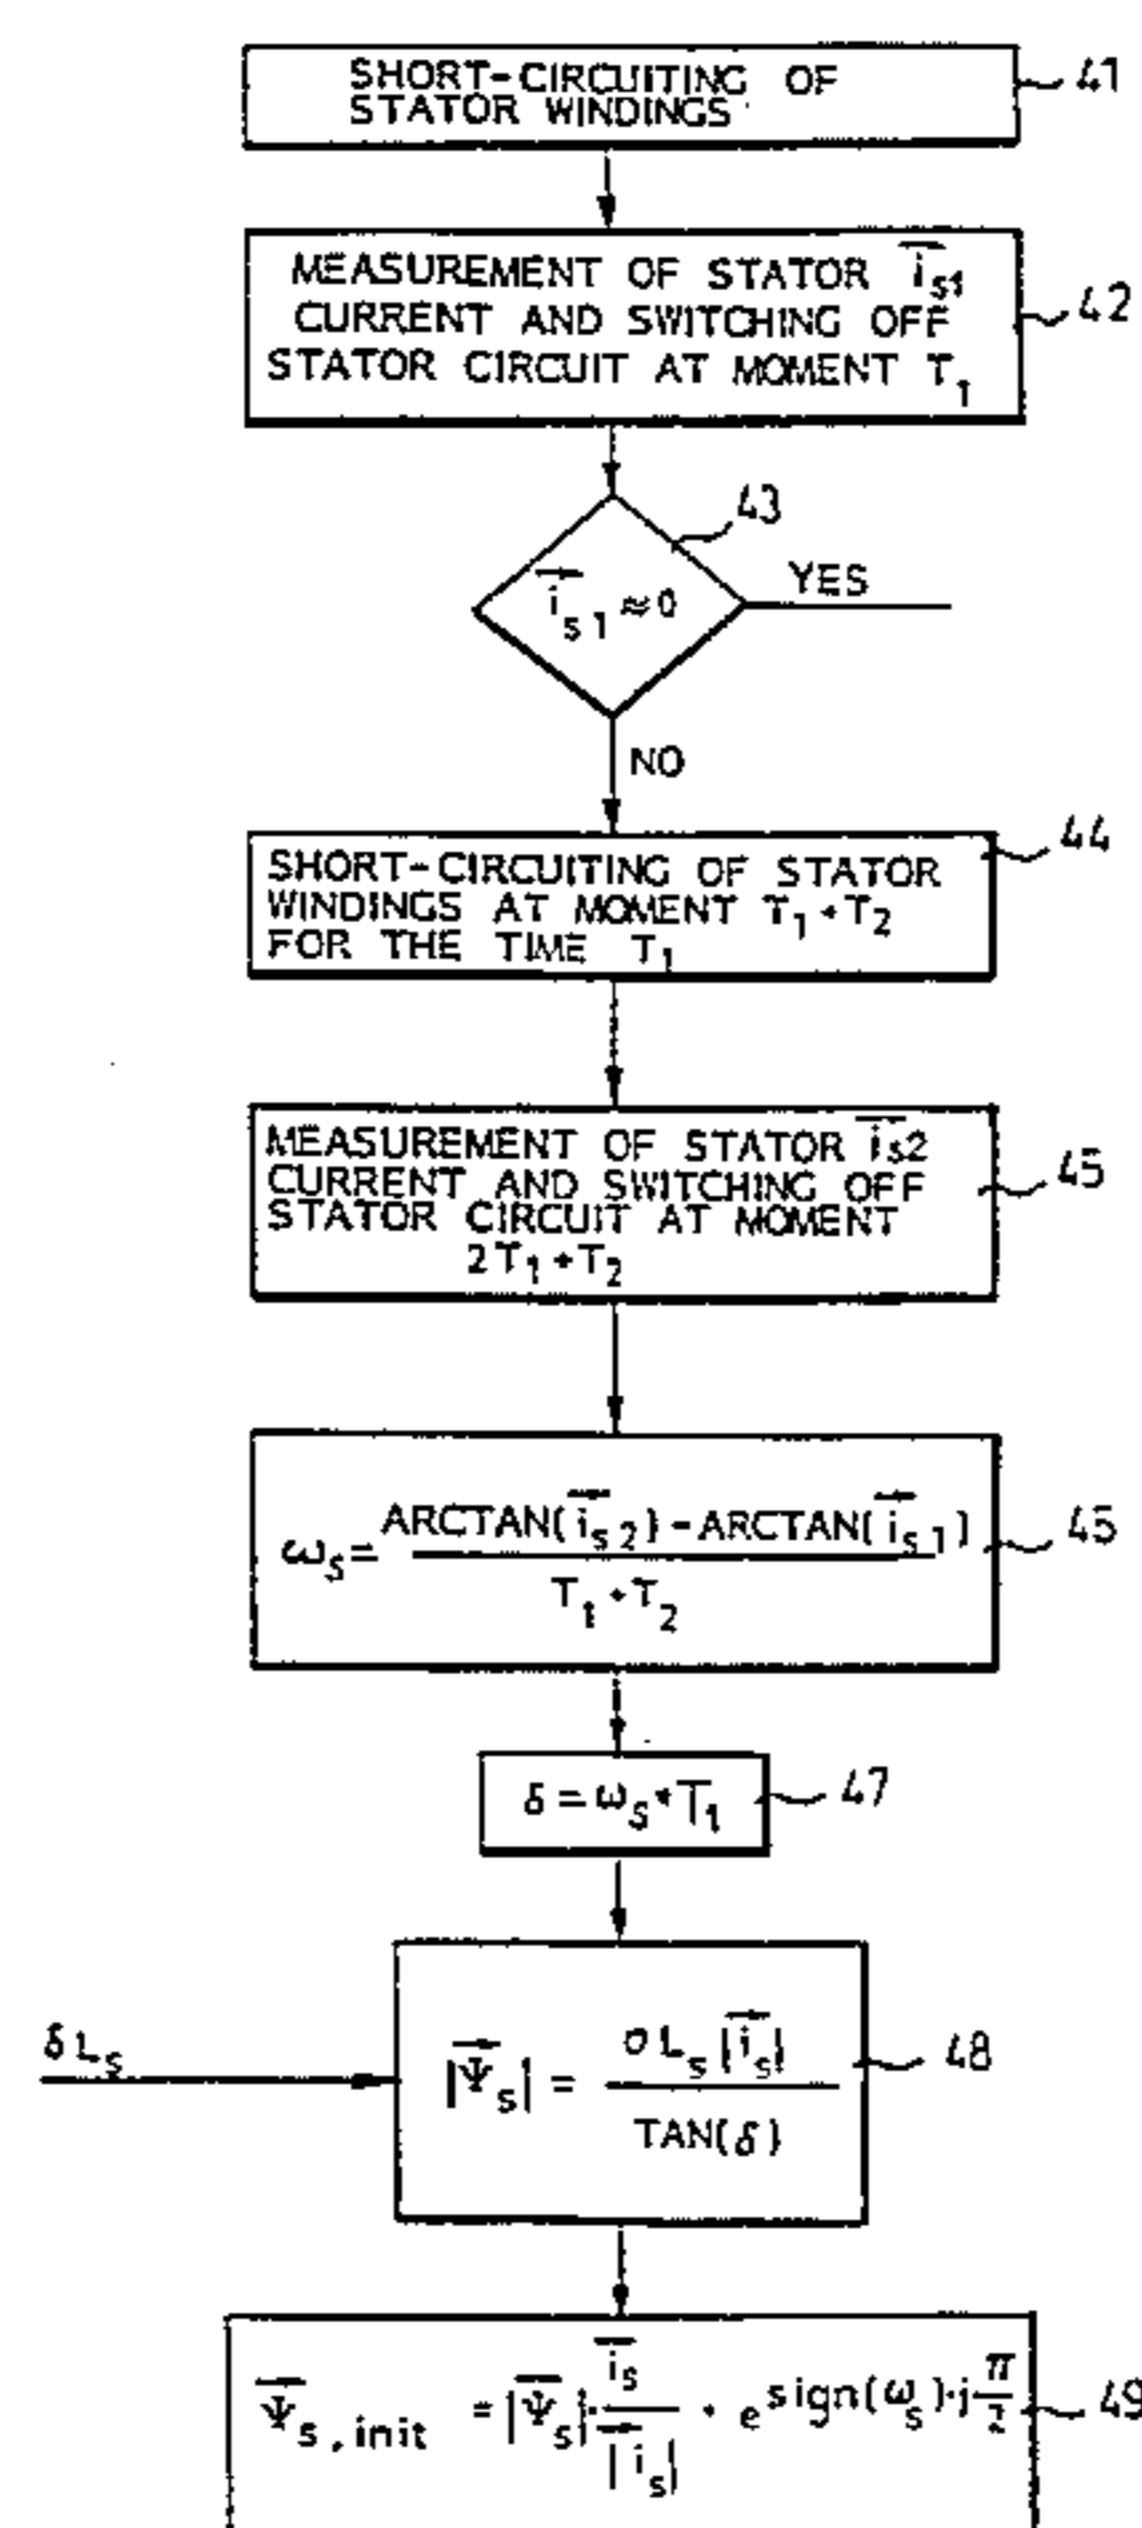 SHORT-CIRCUITING OF
STATOR WINDINGS
41
MEASUREMENT OF STATOR i⃗s1
CURRENT AND SWITCHING OFF
STATOR CIRCUIT AT MOMENT T1
42
43
i⃗s1 ≈ 0
YES
NO
SHORT-CIRCUITING OF STATOR
WINDINGS AT MOMENT T1+T2
FOR THE TIME T1
44
MEASUREMENT OF STATOR i⃗s2
CURRENT AND SWITCHING OFF
STATOR CIRCUIT AT MOMENT
2T1+T2
45
ωs = ARCTAN(i⃗s2) - ARCTAN(i⃗s1)
T1+T2
45
δ = ωs * T1
47
δLs
|Ψ⃗s| = σLs|i⃗s|
TAN(δ)
48
Ψ⃗s,init = |Ψ⃗s| · i⃗s / |i⃗s| · e^sign(ωs)·j π/2
49